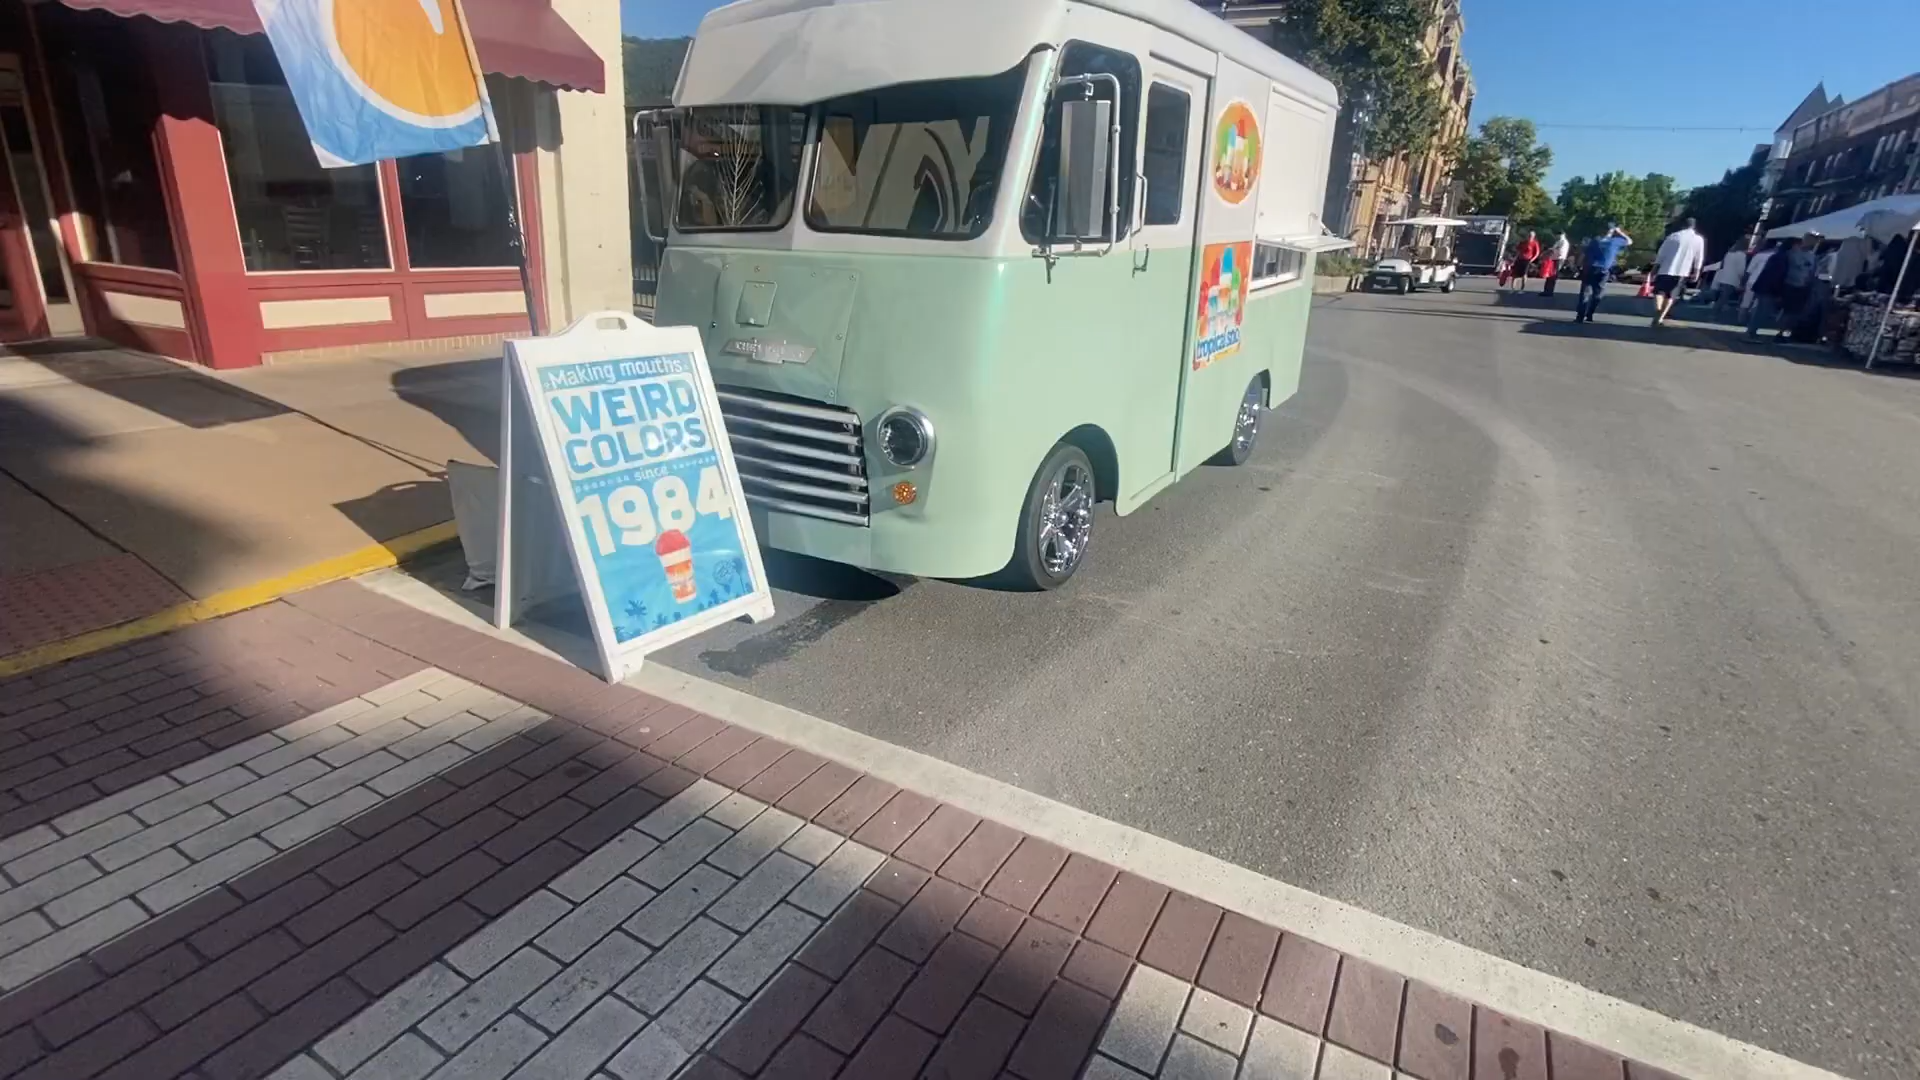 Making mouths
WEIRD
COLORS
since
1984
tropical sno